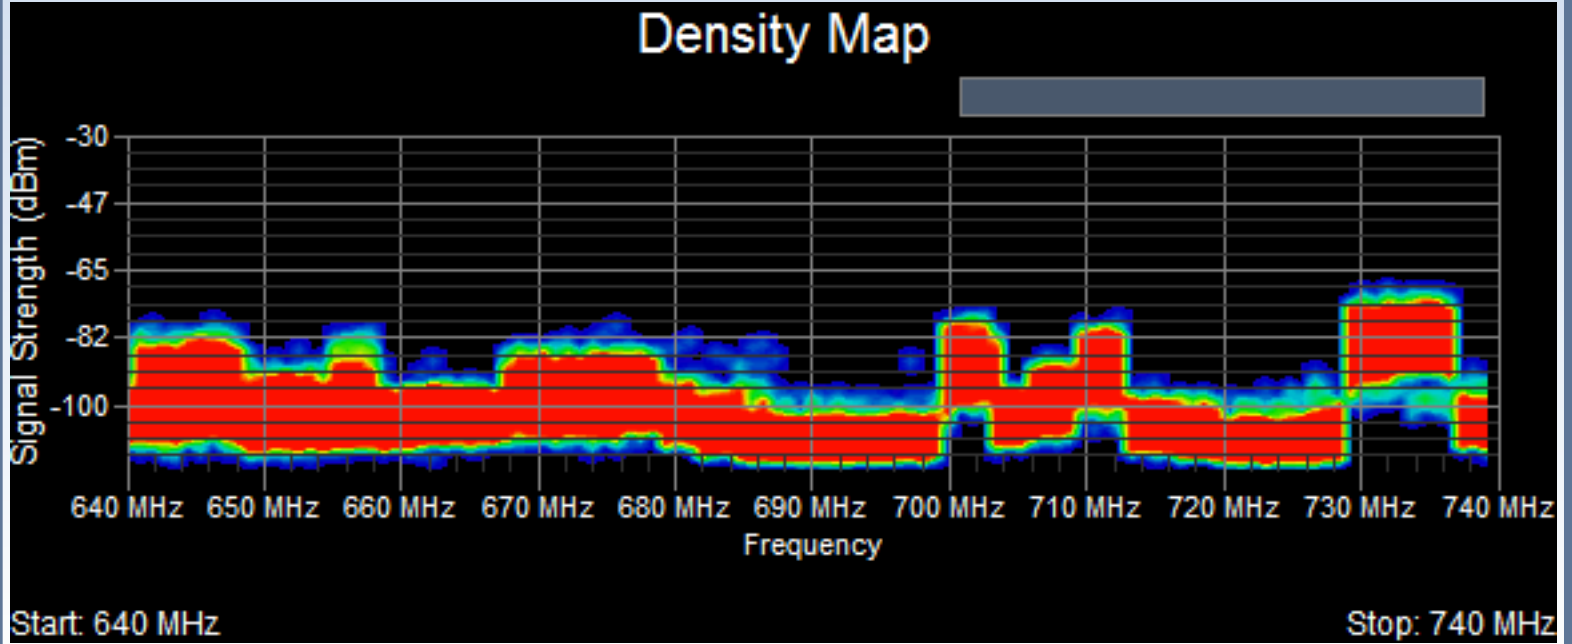 Density Map
Signal Strength (dBm)
-30
-47
-65
-82
-100
640 MHz 650 MHz 660 MHz 670 MHz 680 MHz 690 MHz 700 MHz 710 MHz 720 MHz 730 MHz 740 MHz
Frequency
Start: 640 MHz Stop: 740 MHz